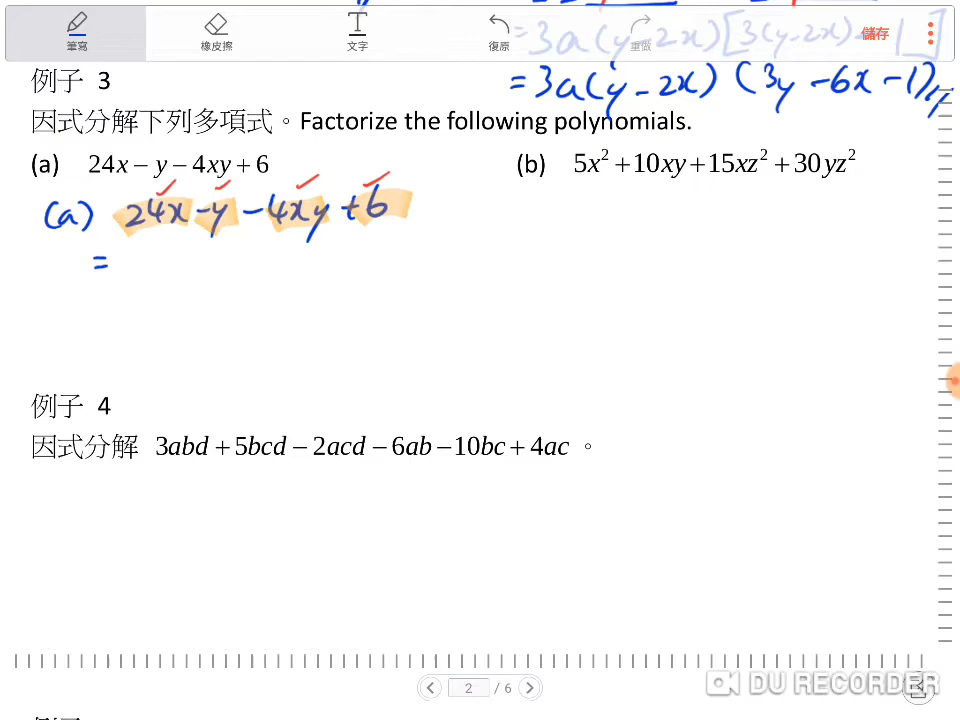 = 3a(y-2x)[3(y-2x)-1]
筆寫 橡皮擦 文字 復原 重做 儲存
= 3a(y-2x)(3y-6x-1)
例子 3
因式分解下列多項式。Factorize the following polynomials.
(a) 24x − y − 4xy + 6
(b) 5x² + 10xy + 15xz² + 30yz²
(a) 24x - y - 4xy + 6
=
例子 4
因式分解 3abd + 5bcd − 2acd − 6ab − 10bc + 4ac 。
2 / 6
DU RECORDER